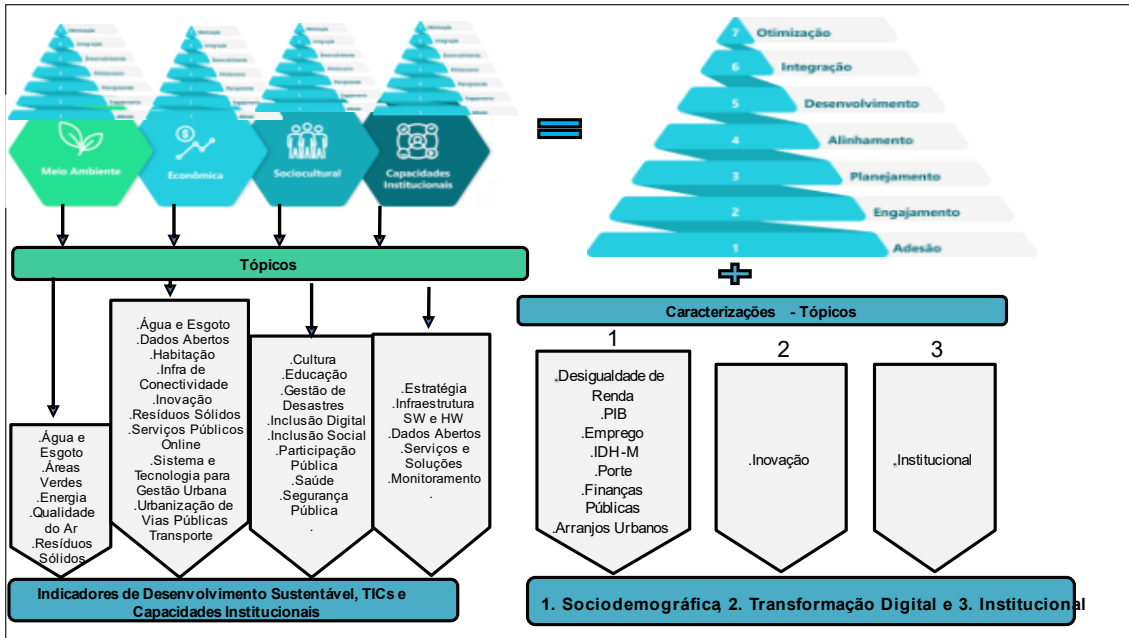 7 Otimização
6 Integração
5 Desenvolvimento
4 Alinhamento
3 Planejamento
2 Engajamento
1 Adesão
Meio Ambiente
Econômica
Sociocultural
Capacidades
Institucionais
Tópicos
.Água e
Esgoto
.Áreas
Verdes
.Energia
.Qualidade
do Ar
.Resíduos
Sólidos
.Água e Esgoto
.Dados Abertos
.Habitação
.Infra de
Conectividade
.Inovação
.Resíduos Sólidos
.Serviços Públicos
Online
.Sistema e
Tecnologia para
Gestão Urbana
.Urbanização de
Vias Públicas
Transporte
.Cultura
.Educação
.Gestão de
Desastres
.Inclusão Digital
.Inclusão Social
.Participação
Pública
.Saúde
.Segurança
Pública
.
.Estratégia
.Infraestrutura
SW e HW
.Dados Abertos
.Serviços e
Soluções
.Monitoramento
.
Indicadores de Desenvolvimento Sustentável, TICs e
Capacidades Institucionais
Caracterizações - Tópicos
1
.Desigualdade de
Renda
.PIB
.Emprego
.IDH-M
.Porte
.Finanças
Públicas
.Arranjos Urbanos
2
.Inovação
3
.Institucional
1. Sociodemográfica, 2. Transformação Digital e 3. Institucional